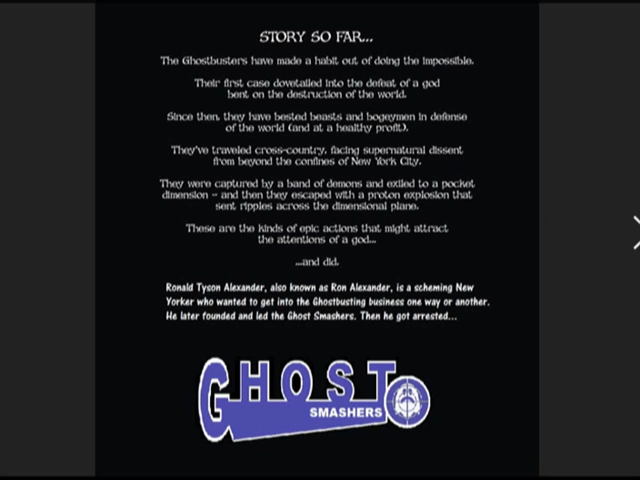 STORY SO FAR...
The Ghostbusters have made a habit out of doing the impossible.
Their first case dovetailed into the defeat of a god
bent on the destruction of the world.
Since then, they have bested beasts and bogeymen in defense
of the world (and at a healthy profit).
They've traveled cross-country, facing supernatural dissent
from beyond the confines of New York City.
They were captured by a band of demons and exiled to a pocket
dimension – and then they escaped with a proton explosion that
sent ripples across the dimensional plane.
These are the kinds of epic actions that might attract
the attentions of a god...
...and did.
Ronald Tyson Alexander, also known as Ron Alexander, is a scheming New
Yorker who wanted to get into the Ghostbusting business one way or another.
He later founded and led the Ghost Smashers. Then he got arrested...
GHOST
SMASHERS